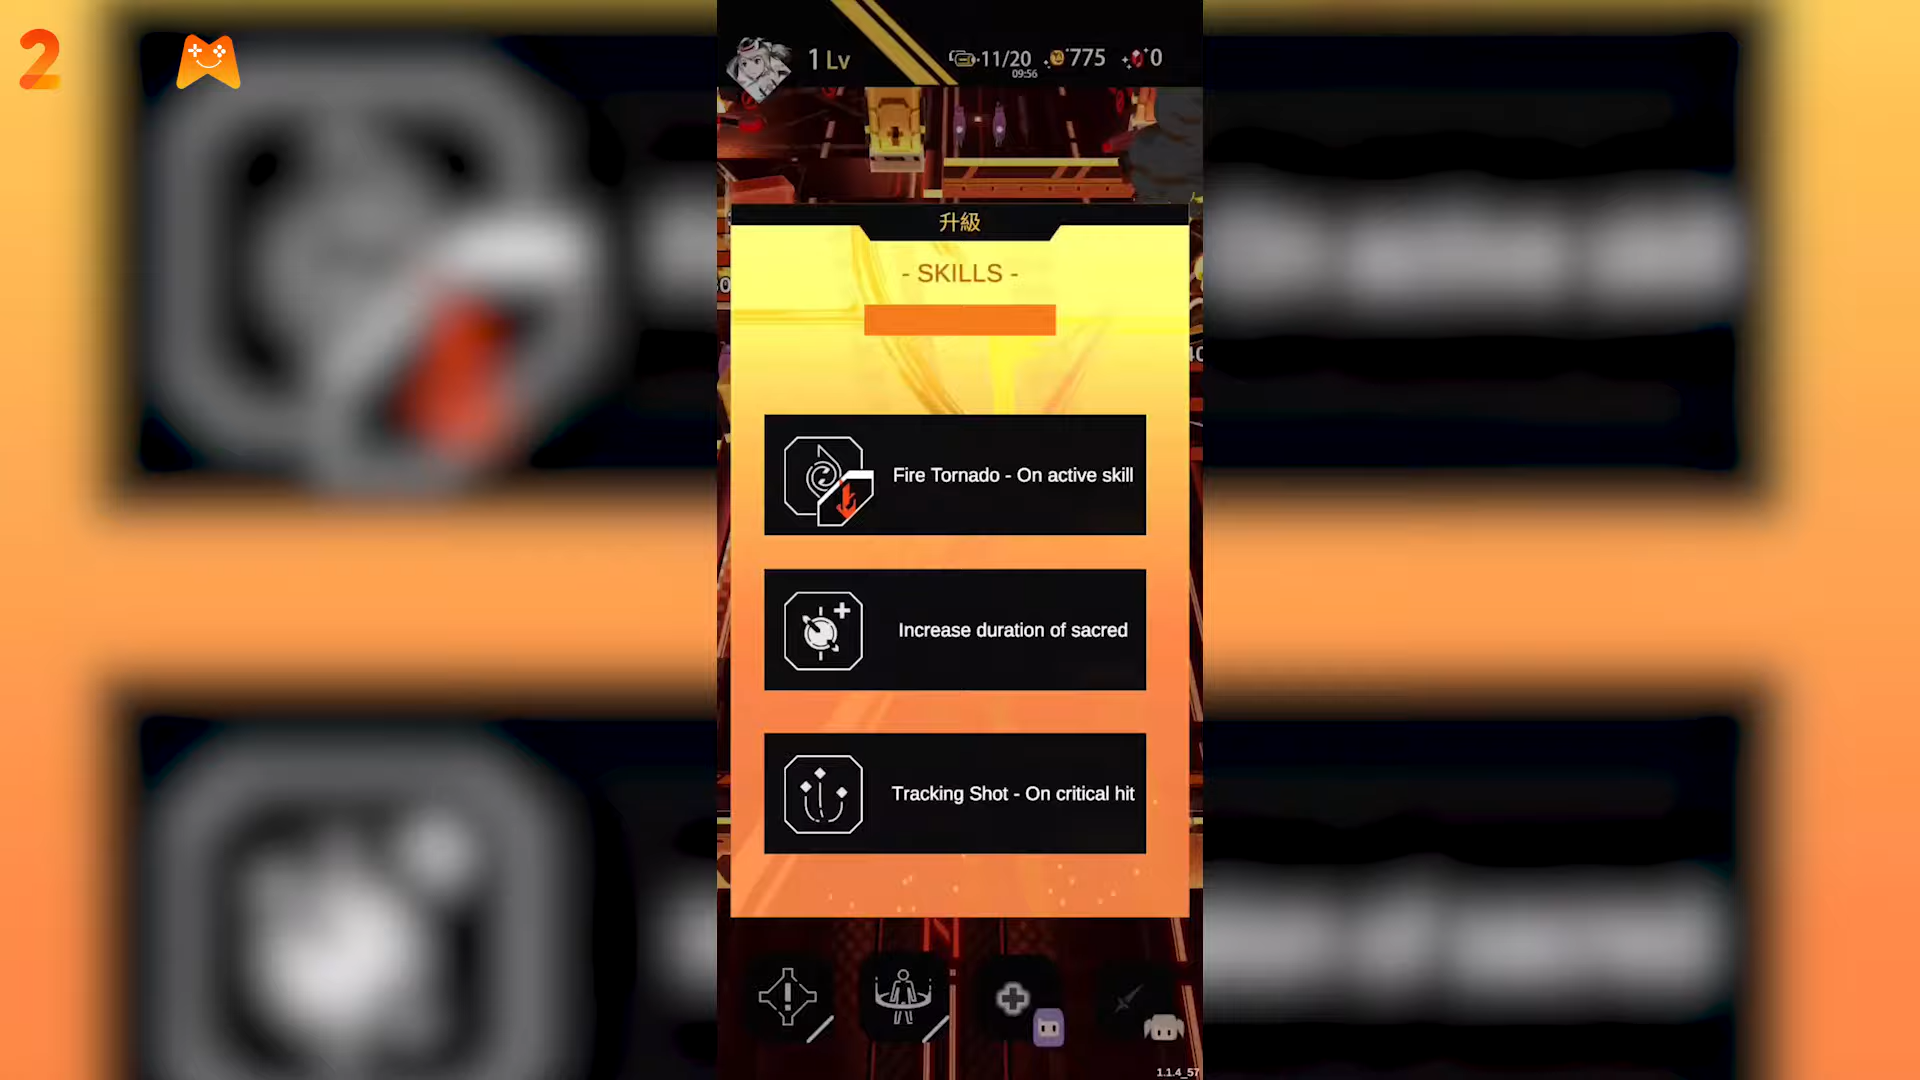 2
1 Lv
11/20
09:56
775
0
升級
- SKILLS -
Fire Tornado - On active skill
Increase duration of sacred
Tracking Shot - On critical hit
1.1.4_57